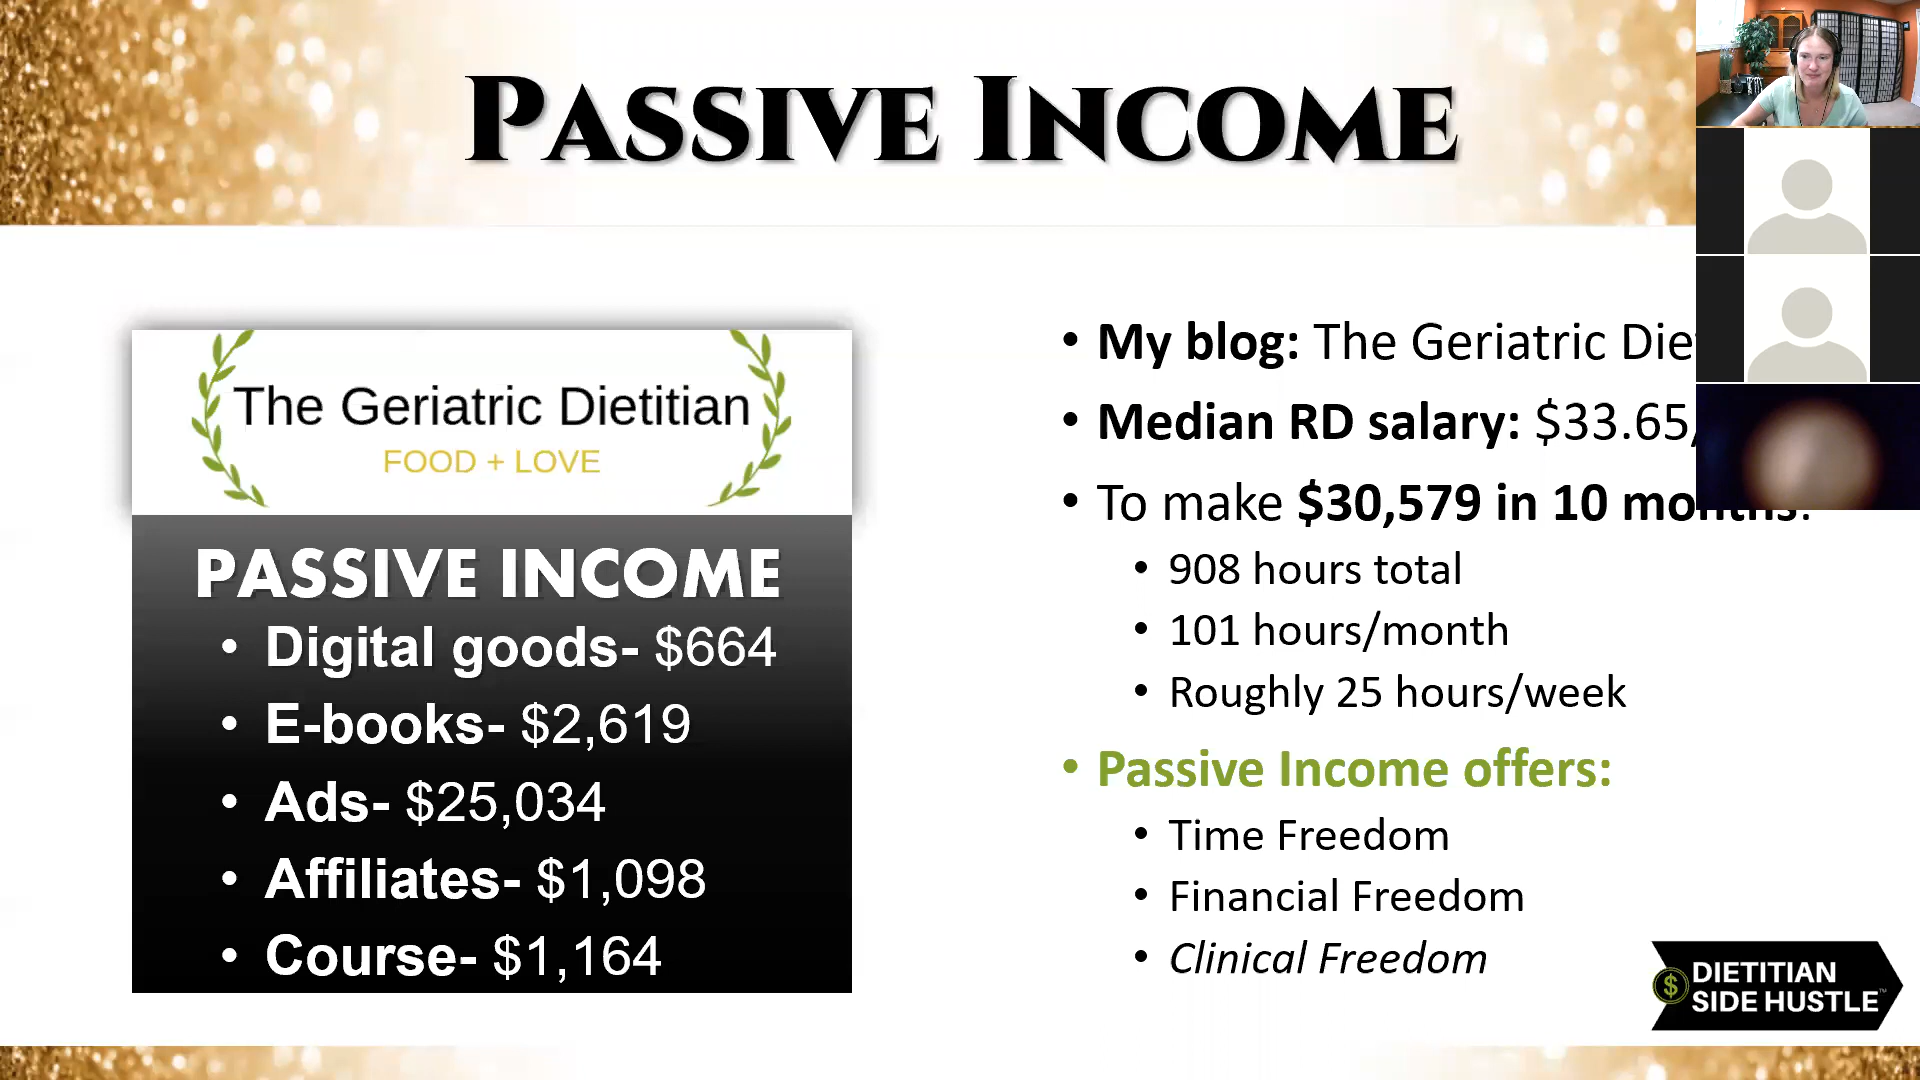 PASSIVE INCOME
The Geriatric Dietitian
FOOD + LOVE
PASSIVE INCOME
• Digital goods- $664
• E-books- $2,619
• Ads- $25,034
• Affiliates- $1,098
• Course- $1,164
• My blog: The Geriatric Die
• Median RD salary: $33.65/
• To make $30,579 in 10 months:
• 908 hours total
• 101 hours/month
• Roughly 25 hours/week
• Passive Income offers:
• Time Freedom
• Financial Freedom
• Clinical Freedom
$ DIETITIAN
SIDE HUSTLE™